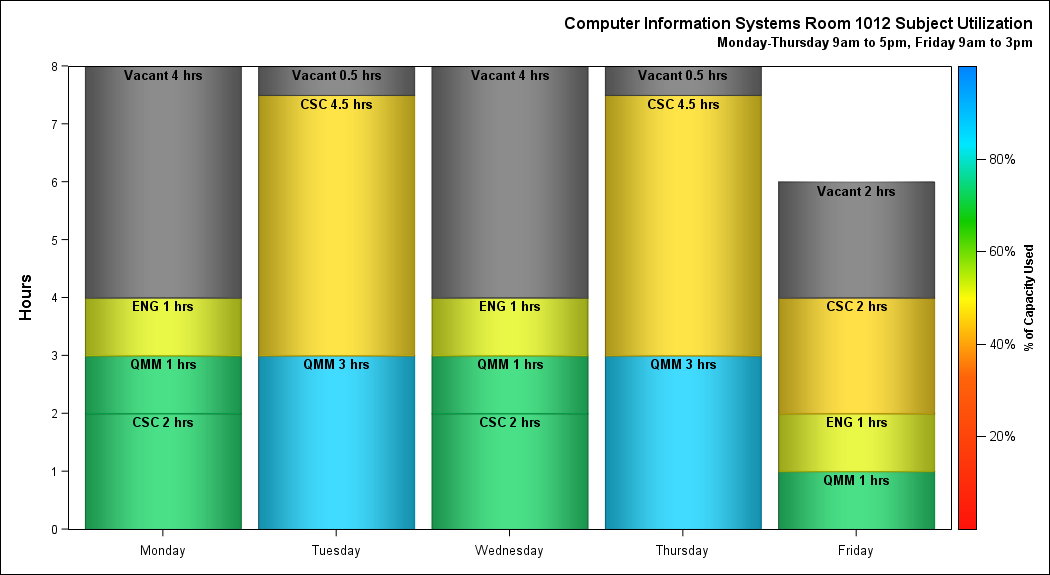 Computer Information Systems Room 1012 Subject Utilization
Monday-Thursday 9am to 5pm, Friday 9am to 3pm
8
7
6
5
4
3
2
1
0
Hours
Vacant 4 hrs
ENG 1 hrs
QMM 1 hrs
CSC 2 hrs
Vacant 0.5 hrs
CSC 4.5 hrs
QMM 3 hrs
Vacant 4 hrs
ENG 1 hrs
QMM 1 hrs
CSC 2 hrs
Vacant 0.5 hrs
CSC 4.5 hrs
QMM 3 hrs
Vacant 2 hrs
CSC 2 hrs
ENG 1 hrs
QMM 1 hrs
Monday
Tuesday
Wednesday
Thursday
Friday
80%
60%
40%
20%
% of Capacity Used